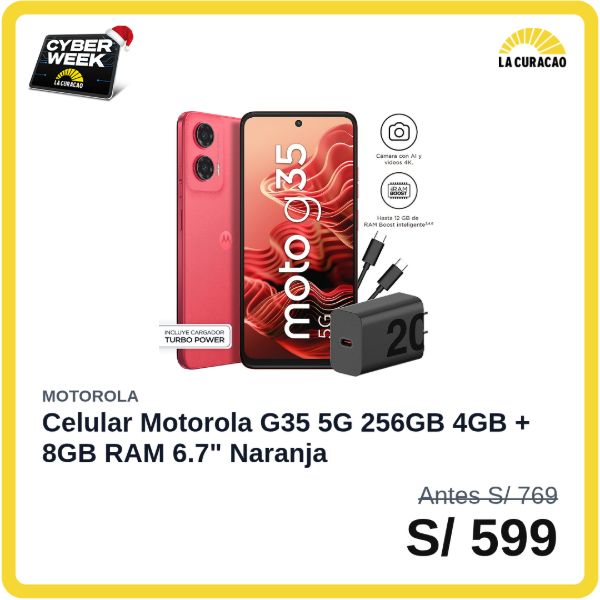 CYBER
WEEK
LA CURACAO
LA CURACAO
Cámara con AI y
videos 4K.
RAM
BOOST
Hasta 12 GB de
RAM Boost inteligente
moto g35
5G
20
INCLUYE CARGADOR
TURBO POWER
MOTOROLA
Celular Motorola G35 5G 256GB 4GB +
8GB RAM 6.7" Naranja
Antes S/ 769
S/ 599